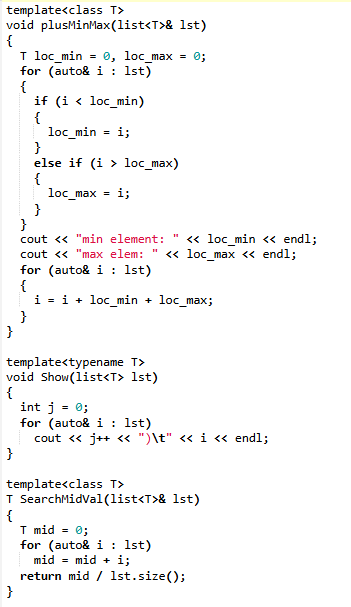 template<class T>
void plusMinMax(list<T>& lst)
{
  T loc_min = 0, loc_max = 0;
  for (auto& i : lst)
  {
    if (i < loc_min)
    {
      loc_min = i;
    }
    else if (i > loc_max)
    {
      loc_max = i;
    }
  }
  cout << "min element: " << loc_min << endl;
  cout << "max elem: " << loc_max << endl;
  for (auto& i : lst)
  {
    i = i + loc_min + loc_max;
  }
}

template<typename T>
void Show(list<T> lst)
{
  int j = 0;
  for (auto& i : lst)
    cout << j++ << ")\t" << i << endl;
}

template<class T>
T SearchMidVal(list<T>& lst)
{
  T mid = 0;
  for (auto& i : lst)
    mid = mid + i;
  return mid / lst.size();
}